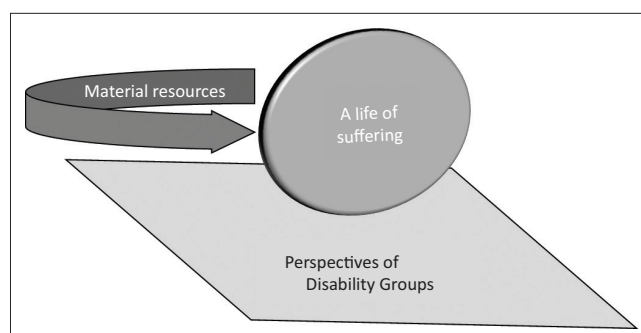 Material resources
A life of
suffering
Perspectives of
Disability Groups